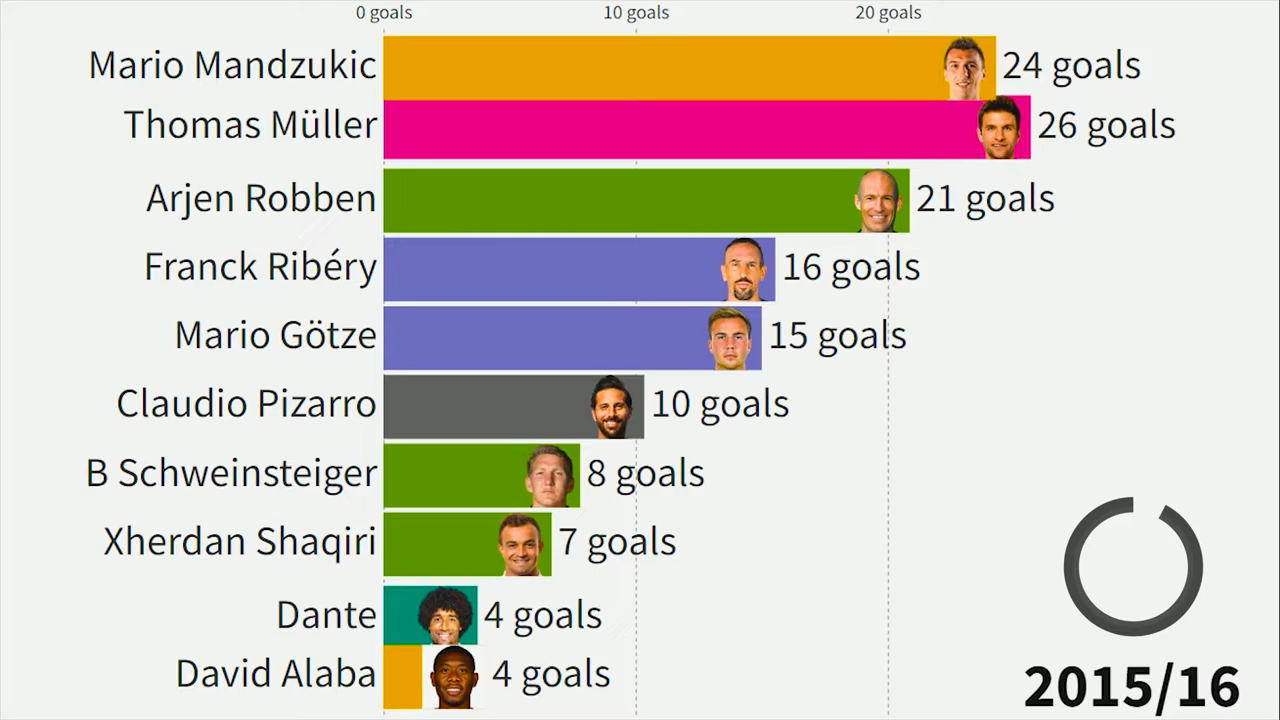 0 goals 10 goals 20 goals
Mario Mandzukic 24 goals
Thomas Müller 26 goals
Arjen Robben 21 goals
Franck Ribéry 16 goals
Mario Götze 15 goals
Claudio Pizarro 10 goals
B Schweinsteiger 8 goals
Xherdan Shaqiri 7 goals
Dante 4 goals
David Alaba 4 goals
2015/16